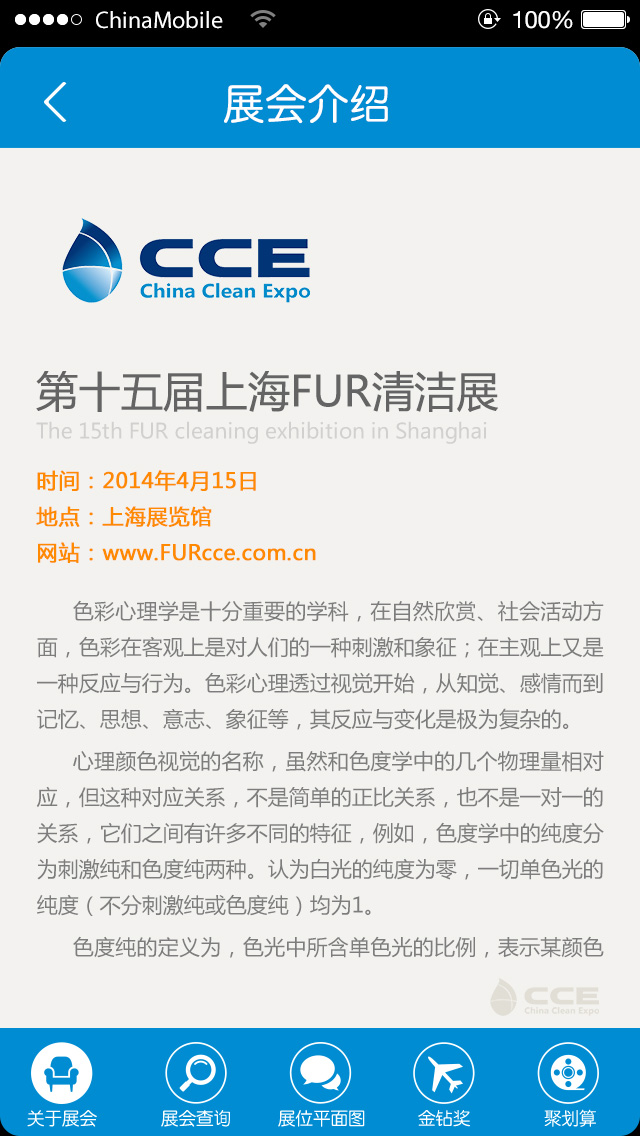 ChinaMobile 100%
展会介绍
CCE
China Clean Expo
第十五届上海FUR清洁展
The 15th FUR cleaning exhibition in Shanghai
时间：2014年4月15日
地点：上海展览馆
网站：www.FURcce.com.cn
色彩心理学是十分重要的学科，在自然欣赏、社会活动方
面，色彩在客观上是对人们的一种刺激和象征；在主观上又是
一种反应与行为。色彩心理透过视觉开始，从知觉、感情而到
记忆、思想、意志、象征等，其反应与变化是极为复杂的。
心理颜色视觉的名称，虽然和色度学中的几个物理量相对
应，但这种对应关系，不是简单的正比关系，也不是一对一的
关系，它们之间有许多不同的特征，例如，色度学中的纯度分
为刺激纯和色度纯两种。认为白光的纯度为零，一切单色光的
纯度（不分刺激纯或色度纯）均为1。
色度纯的定义为，色光中所含单色光的比例，表示某颜色
CCE
China Clean Expo
关于展会 展会查询 展位平面图 金钻奖 聚划算